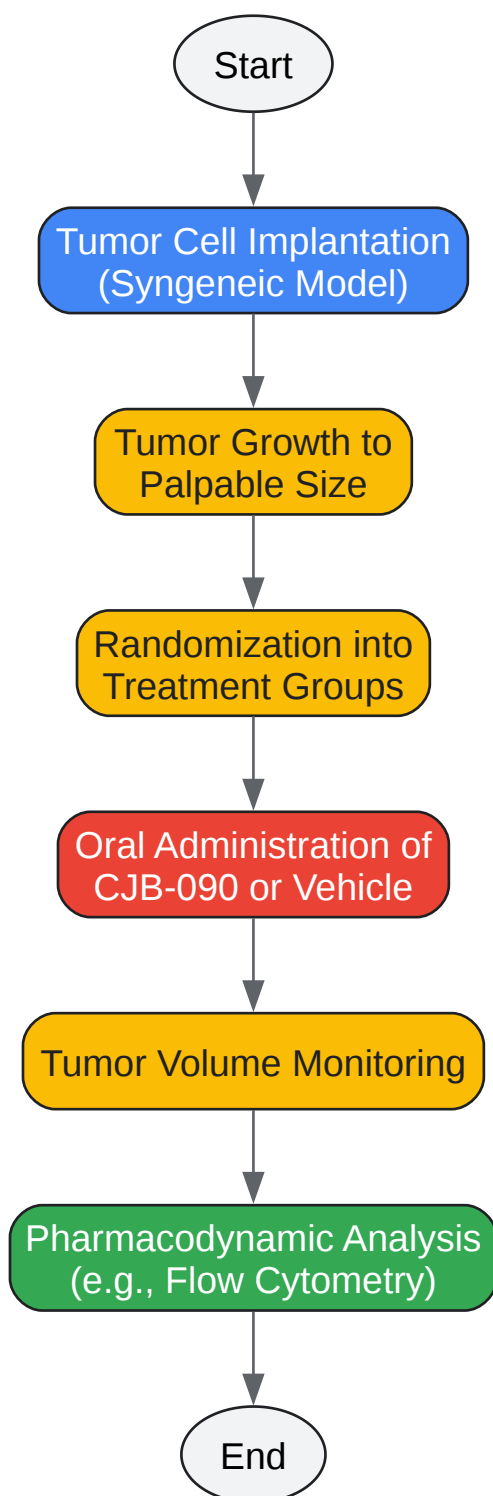 Start
Tumor Cell Implantation
(Syngeneic Model)
Tumor Growth to
Palpable Size
Randomization into
Treatment Groups
Oral Administration of
CJB-090 or Vehicle
Tumor Volume Monitoring
Pharmacodynamic Analysis
(e.g., Flow Cytometry)
End